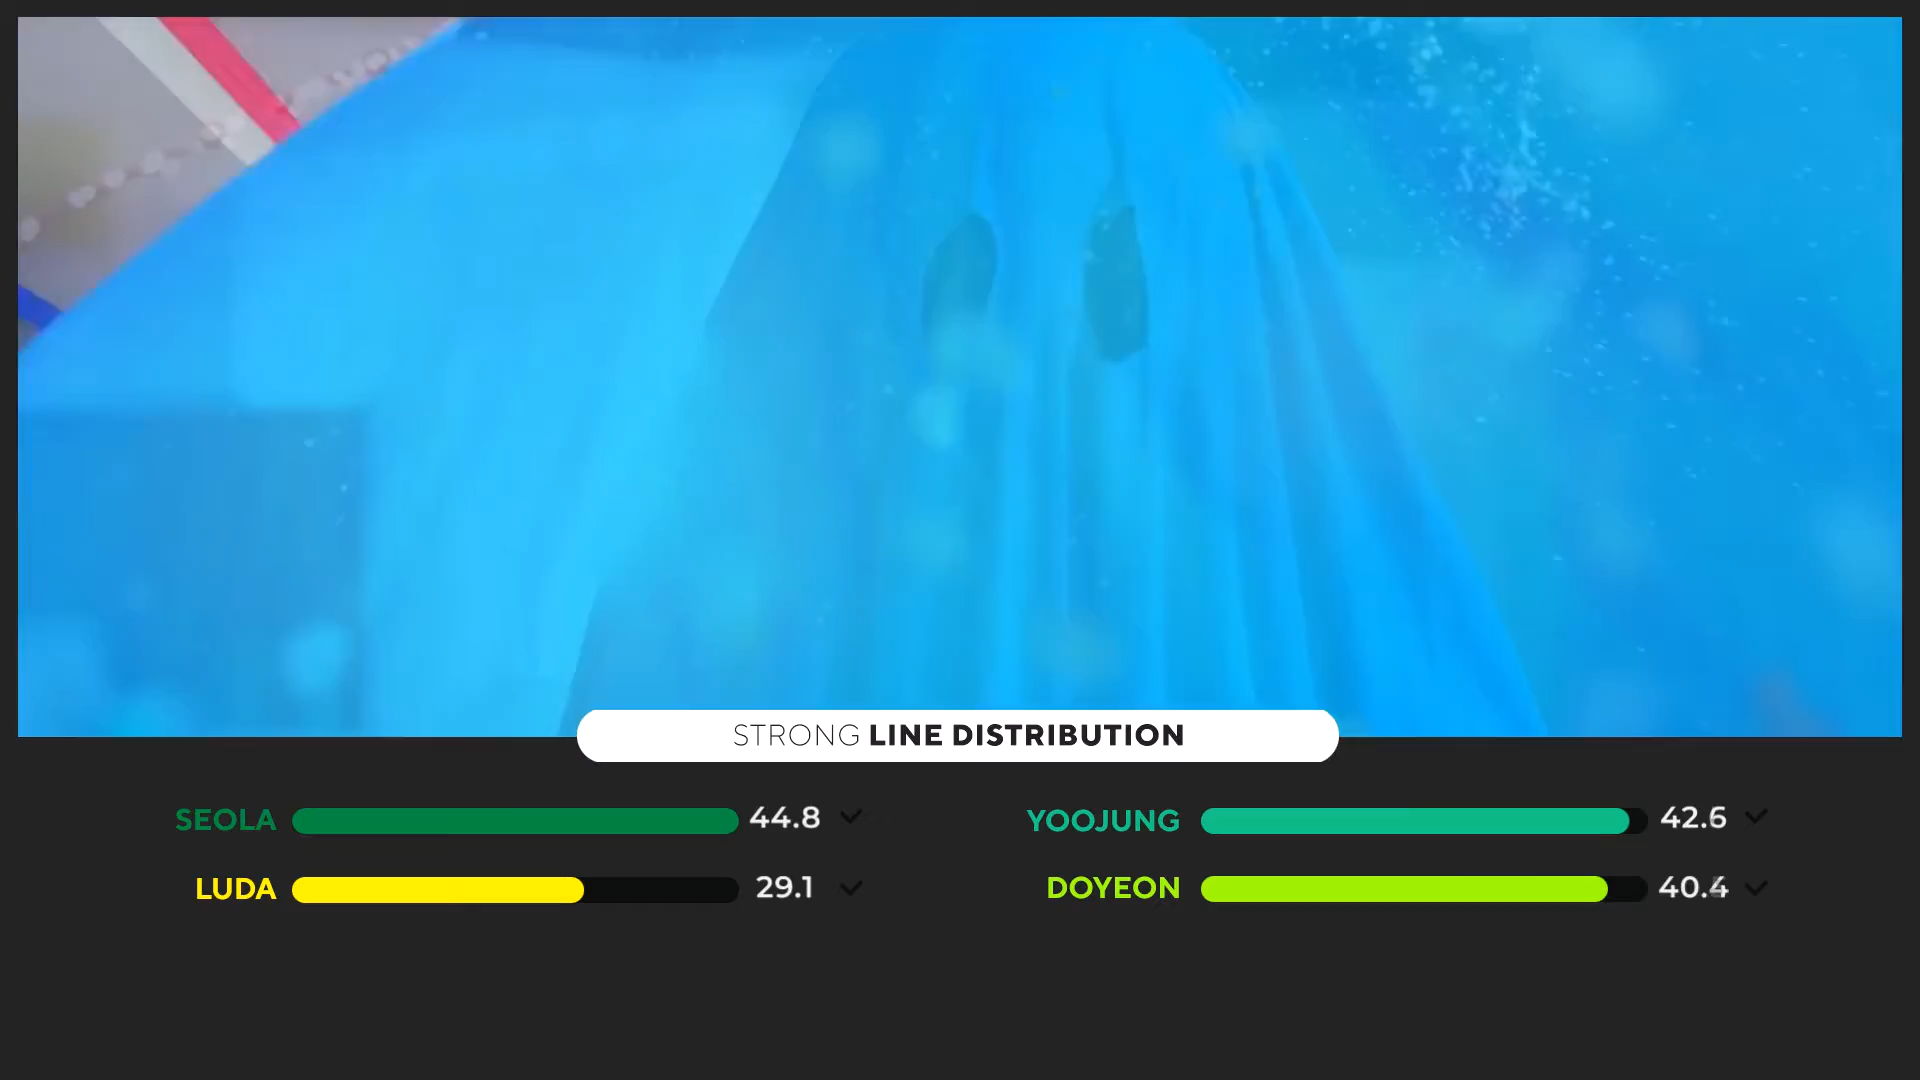 STRONG LINE DISTRIBUTION
SEOLA 44.8
YOOJUNG 42.6
LUDA 29.1
DOYEON 40.4